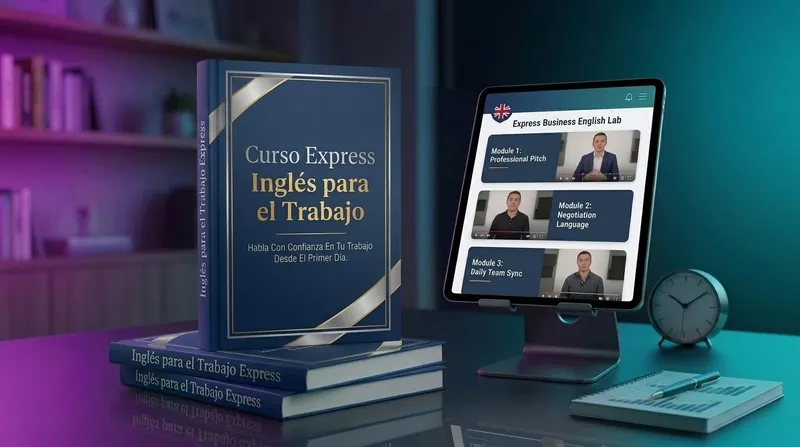 Inglés para el Trabajo Express
Curso Express
Inglés para
el Trabajo
Habla Con Confianza En Tu Trabajo
Desde El Primer Día.
Inglés para el Trabajo Express
Inglés para el Trabajo Express
Express Business English Lab
Module 1:
Professional Pitch
Module 2:
Negotiation
Language
Module 3:
Daily Team Sync